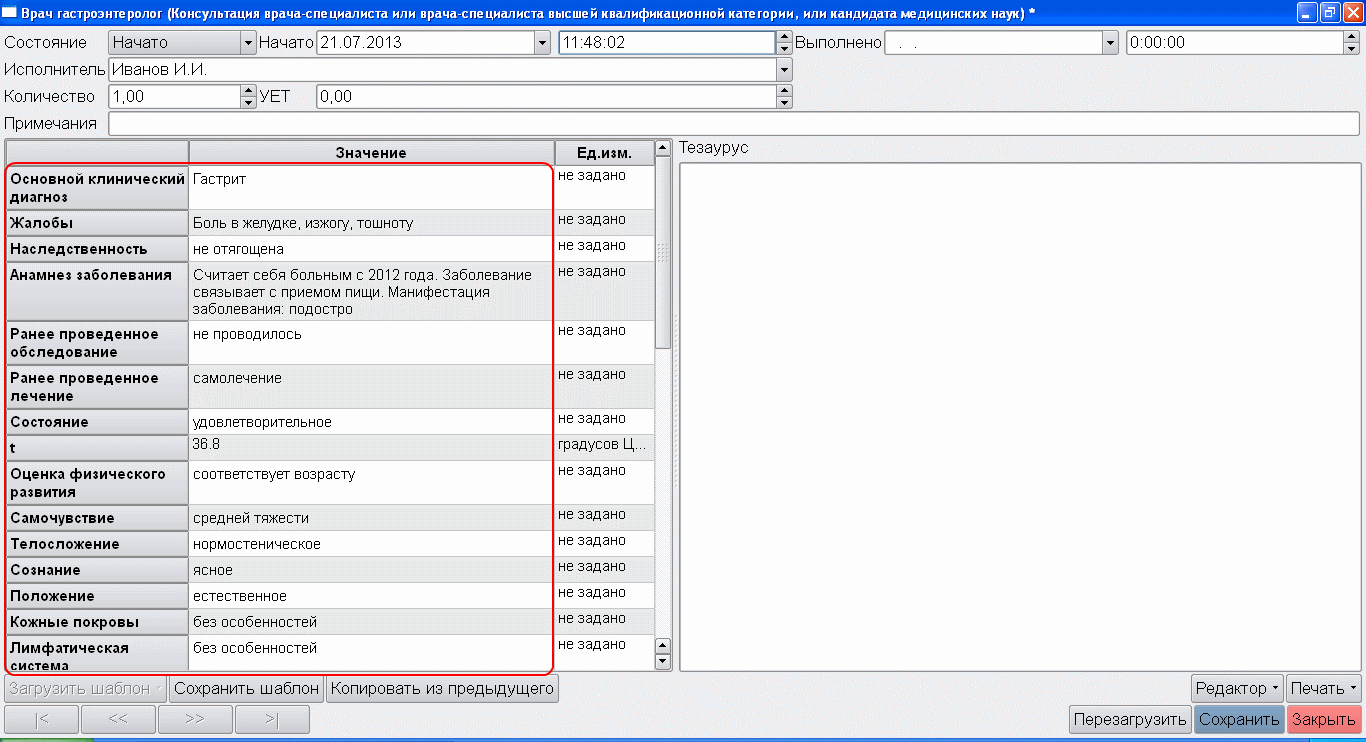 Врач гастроэнтеролог (Консультация врача-специалиста или врача-специалиста высшей квалификационной категории, или кандидата медицинских наук) *
Состояние Начато Начато 21.07.2013 11:48:02 Выполнено . . 0:00:00
Исполнитель Иванов И.И.
Количество 1,00 УЕТ 0,00
Примечания
Значение Ед.изм. Тезаурус
Основной клинический Гастрит не задано
диагноз
Жалобы Боль в желудке, изжогу, тошноту не задано
Наследственность не отягощена не задано
Анамнез заболевания Считает себя больным с 2012 года. Заболевание не задано
связывает с приемом пищи. Манифестация
заболевания: подостро
Ранее проведенное не проводилось не задано
обследование
Ранее проведенное самолечение не задано
лечение
Состояние удовлетворительное не задано
t 36.8 градусов Ц...
Оценка физического соответствует возрасту не задано
развития
Самочувствие средней тяжести не задано
Телосложение нормостеническое не задано
Сознание ясное не задано
Положение естественное не задано
Кожные покровы без особенностей не задано
Лимфатическая без особенностей не задано
система
Загрузить шаблон Сохранить шаблон Копировать из предыдущего Редактор Печать
|< << >> >| Перезагрузить Сохранить Закрыть